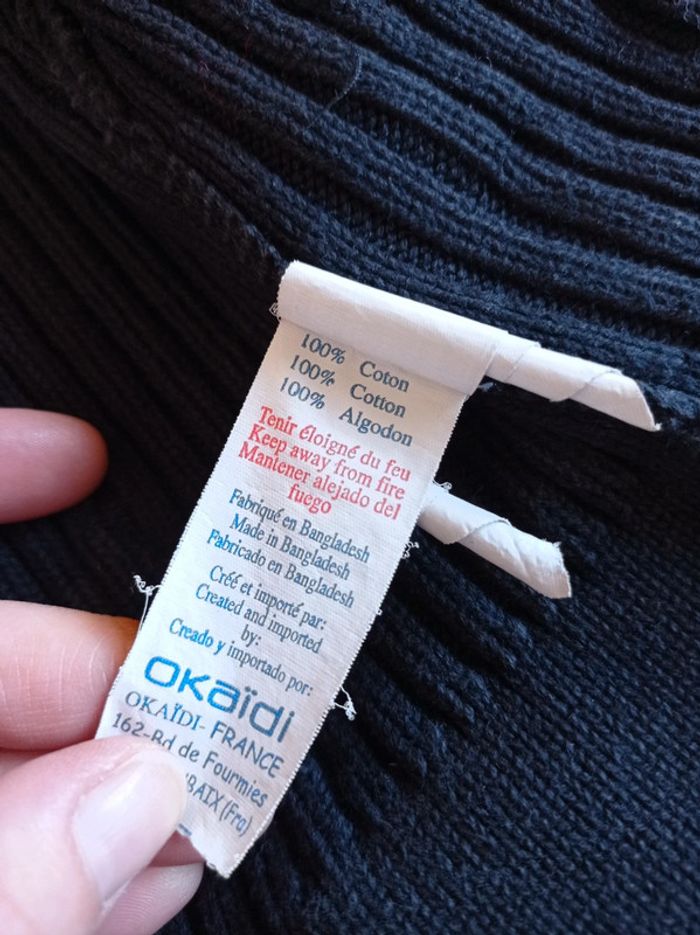 100% Coton
100% Cotton
100% Algodon
Tenir éloigné du feu
Keep away from fire
Mantener alejado del
fuego
Fabriqué en Bangladesh
Made in Bangladesh
Fabricado en Bangladesh
Créé et importé par:
Created and imported
by:
Creado y importado por:
OKaïdi
OKAÏDI- FRANCE
162-Bd de Fourmies
(Fra)